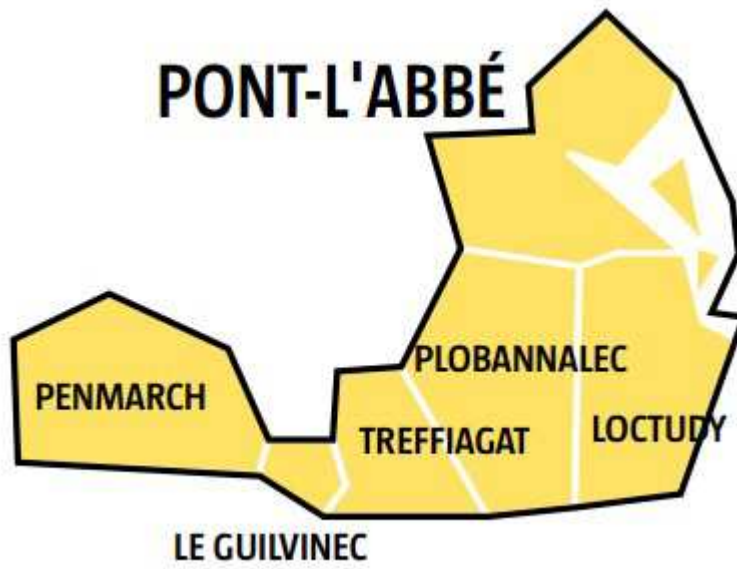 PONT-L'ABBÉ
PLOBANNALEC
PENMARCH
LOCTUDY
TREFFIAGAT
LE GUILVINEC